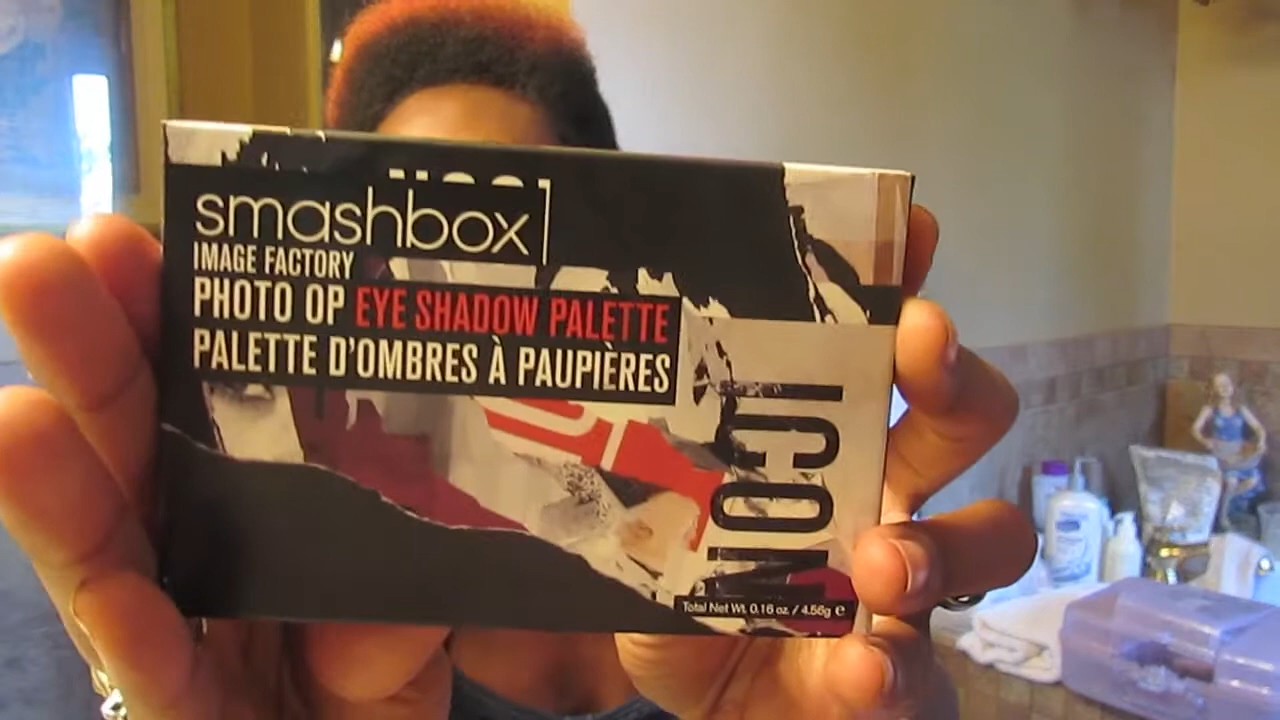 smashbox
IMAGE FACTORY
PHOTO OP EYE SHADOW PALETTE
PALETTE D'OMBRES À PAUPIÈRES
ICON
Total Net Wt. 0.16 oz. / 4.56g e